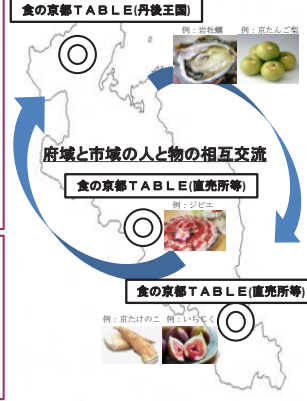 食の京都TABLE(丹後王国)
例：岩牡蠣　例：京たんご梨
府域と市域の人と物の相互交流
食の京都TABLE(直売所等)
例：ジビエ
食の京都TABLE(直売所等)
例：京たけのこ　例：いちじく